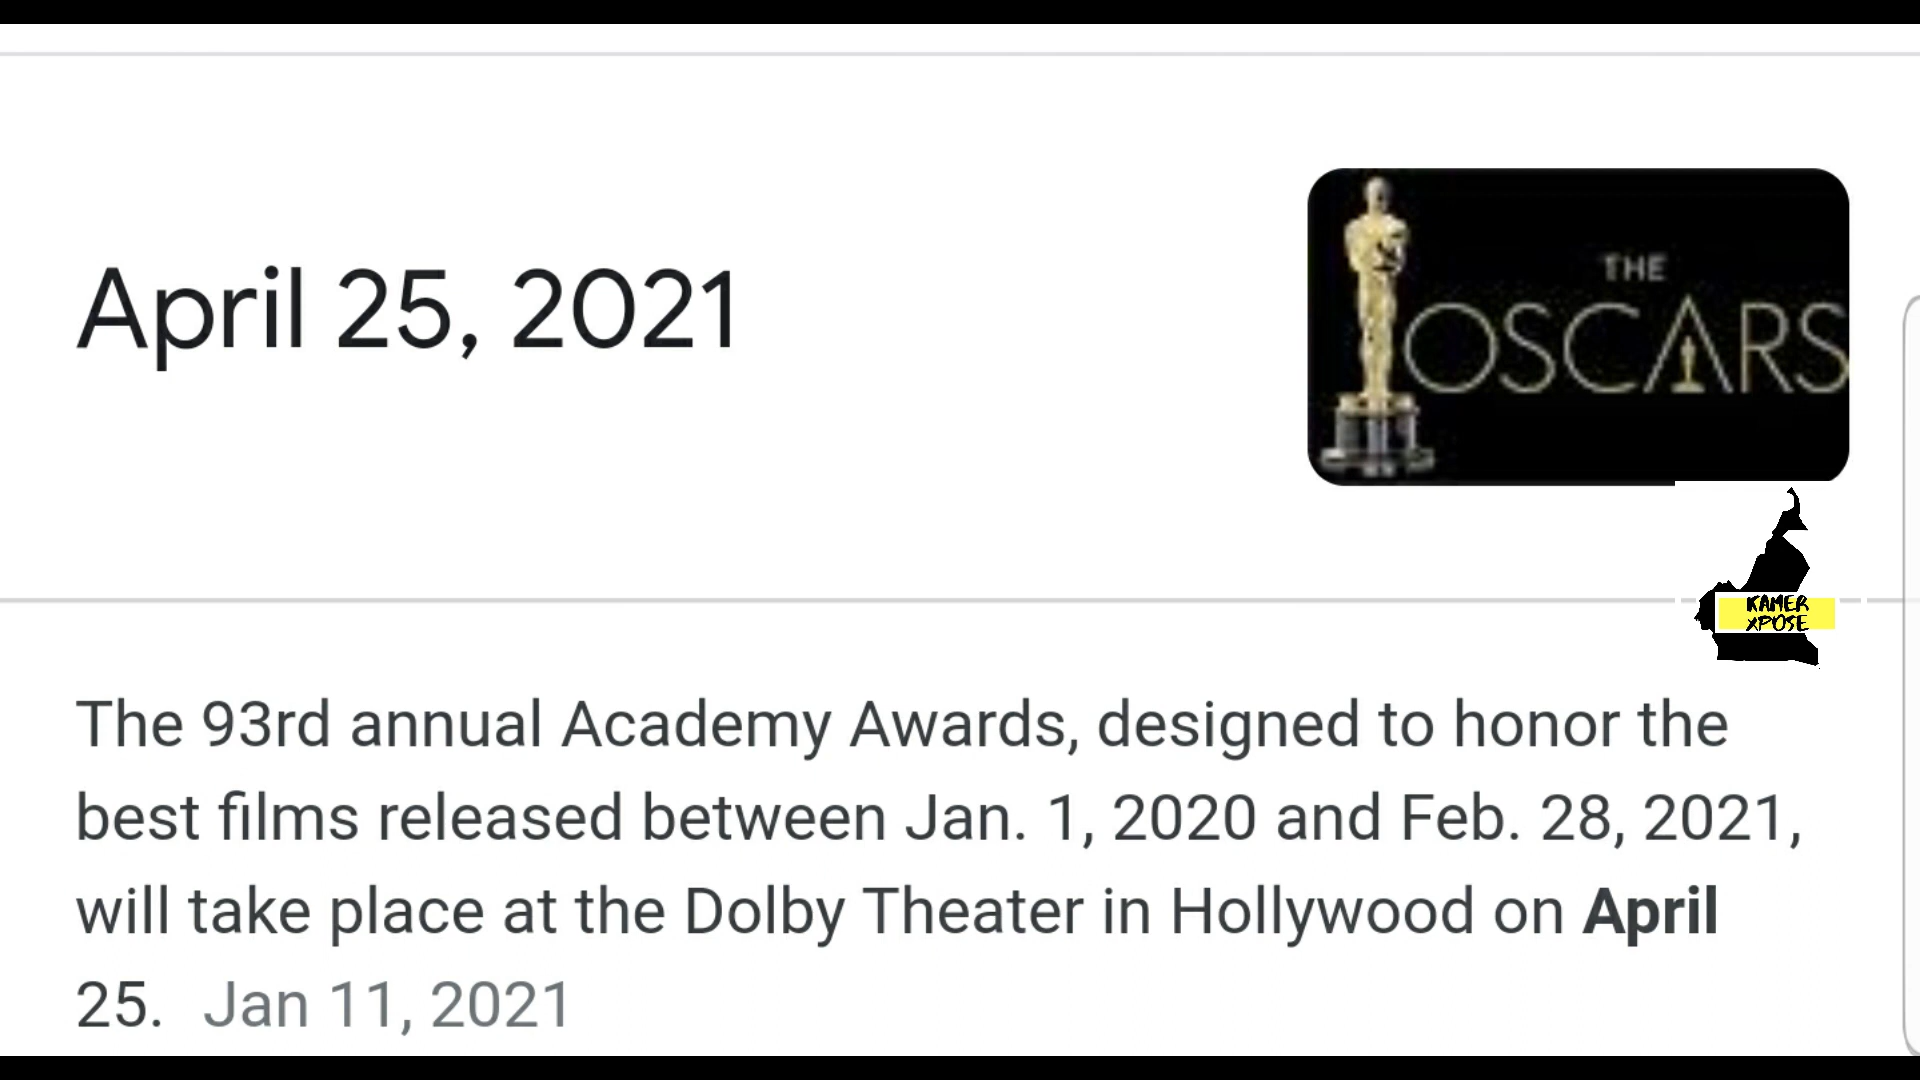 April 25, 2021
THE
OSCARS
KAMER
XPOSE
The 93rd annual Academy Awards, designed to honor the
best films released between Jan. 1, 2020 and Feb. 28, 2021,
will take place at the Dolby Theater in Hollywood on April
25. Jan 11, 2021